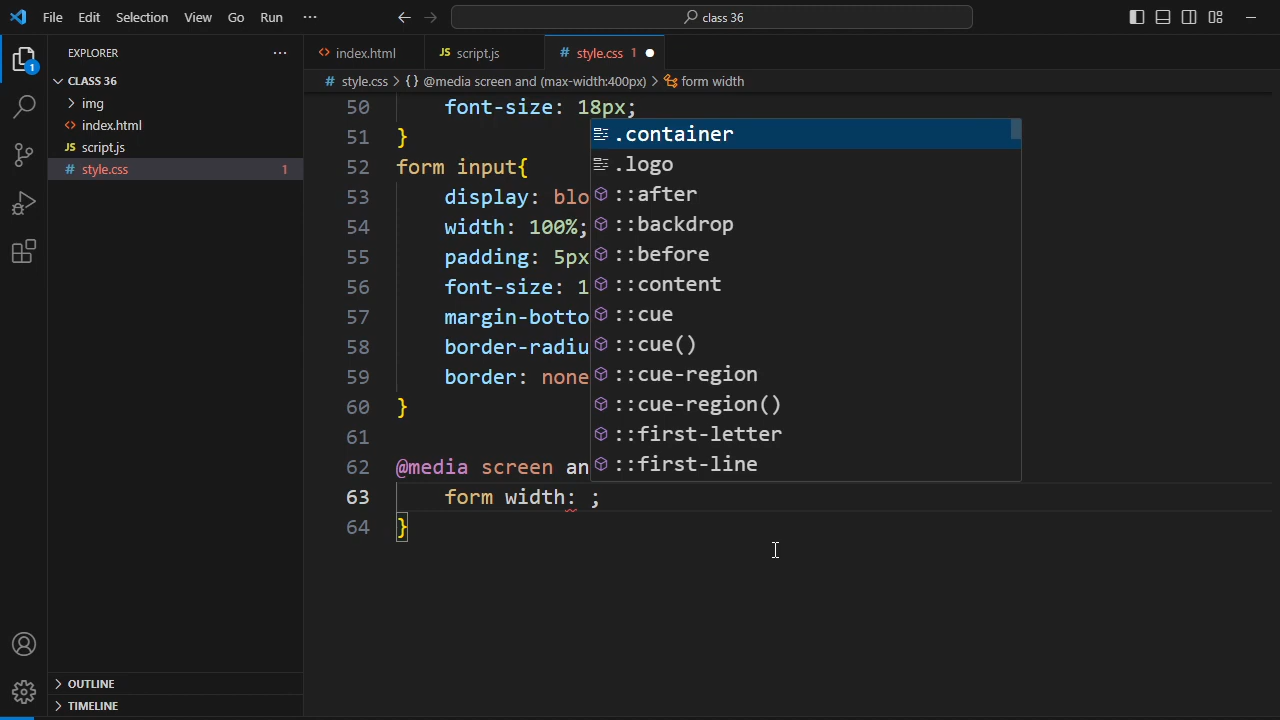 File Edit Selection View Go Run ··· class 36
EXPLORER ···
CLASS 36
img
index.html
script.js
style.css 1
OUTLINE
TIMELINE
1
index.html script.js style.css 1
style.css > {} @media screen and (max-width:400px) > form width
50 font-size: 18px;
51 }
52 form input{
53 display: blo
54 width: 100%;
55 padding: 5px
56 font-size: 1
57 margin-botto
58 border-radiu
59 border: none
60 }
61
62 @media screen an
63 form width: ;
64 }
.container
.logo
::after
::backdrop
::before
::content
::cue
::cue()
::cue-region
::cue-region()
::first-letter
::first-line